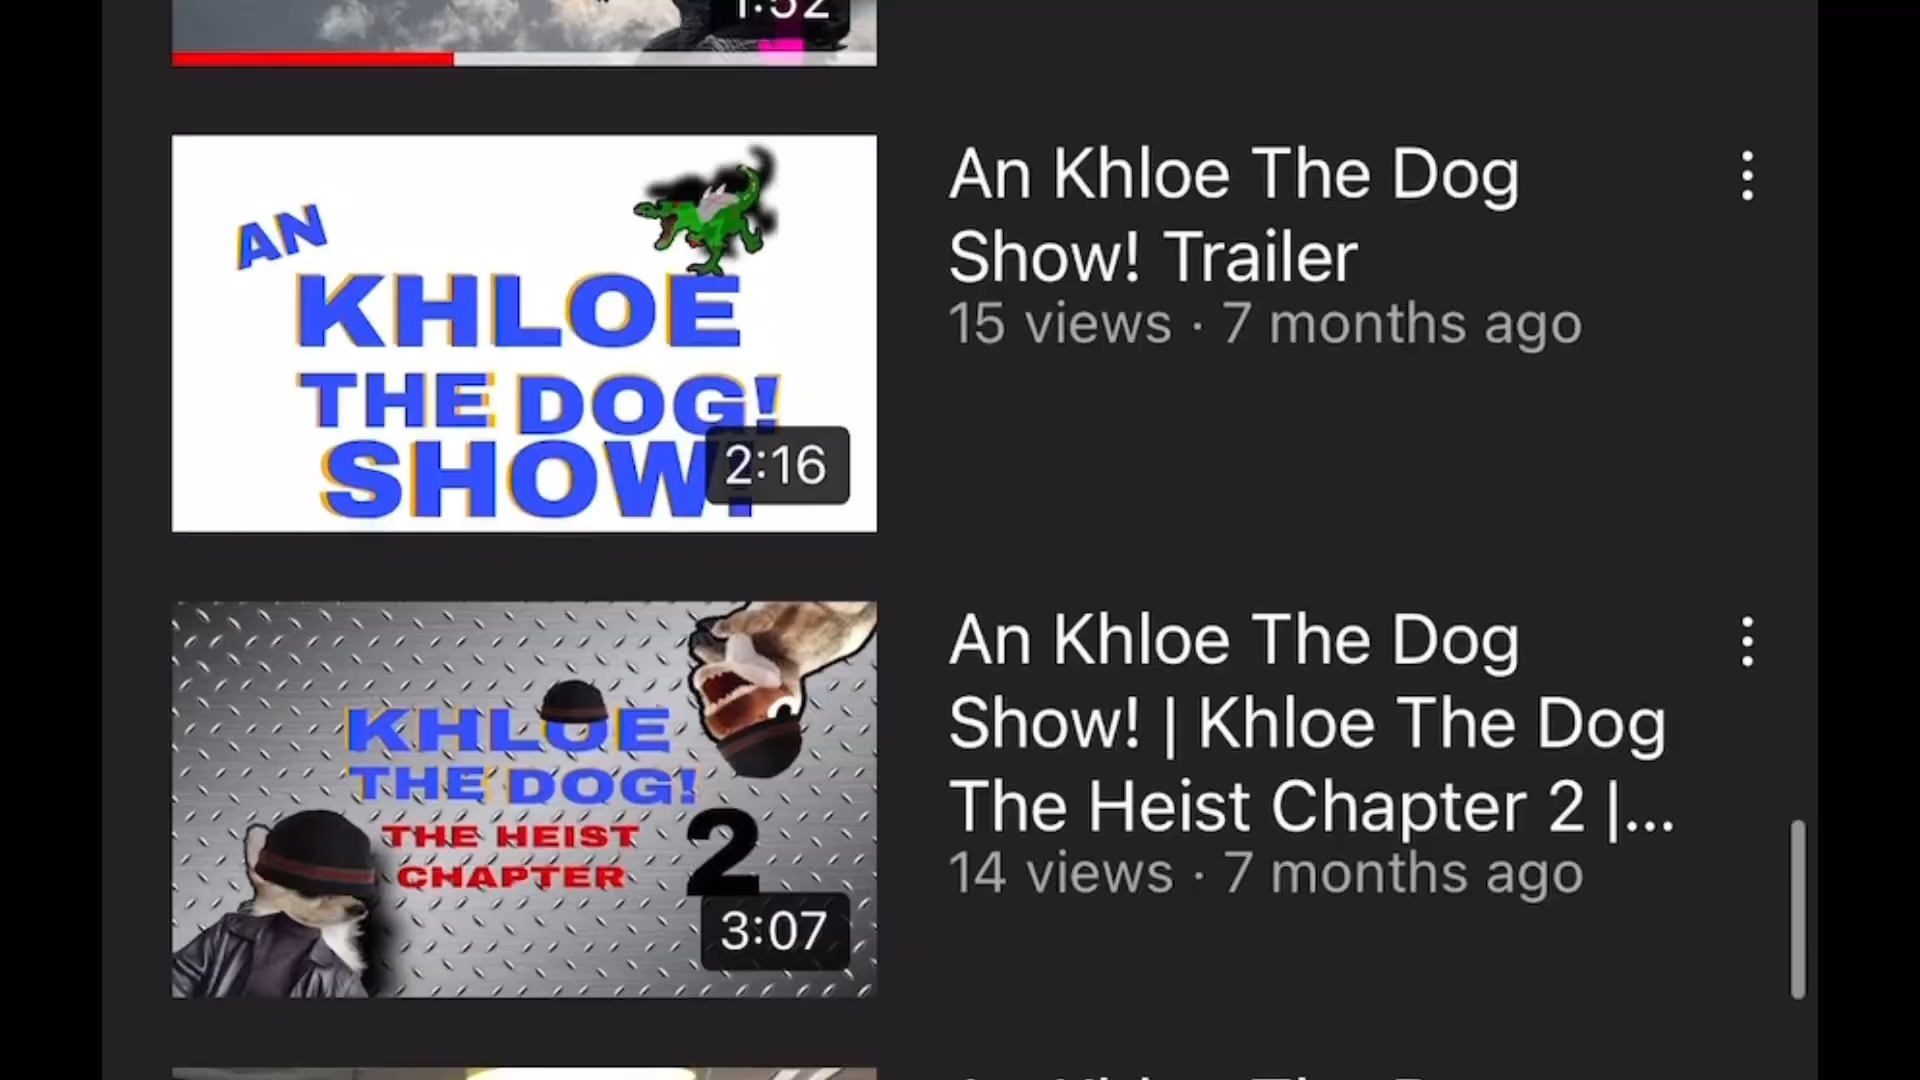 1:52
AN
KHLOE
THE DOG!
SHOW!
2:16
An Khloe The Dog
Show! Trailer
15 views · 7 months ago
KHLOE
THE DOG!
THE HEIST
CHAPTER
2
3:07
An Khloe The Dog
Show! | Khloe The Dog
The Heist Chapter 2 |...
14 views · 7 months ago